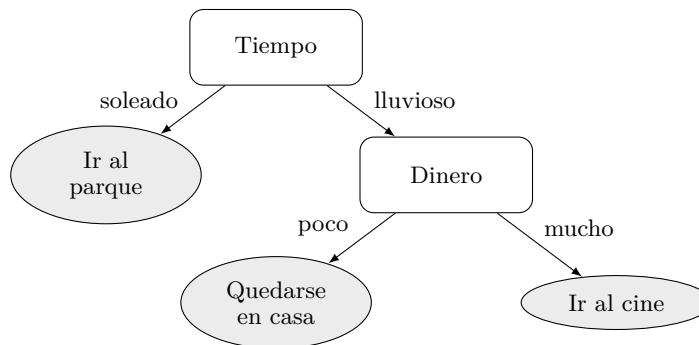 Tiempo
soleado
lluvioso
Ir al
parque
Dinero
poco
mucho
Quedarse
en casa
Ir al cine